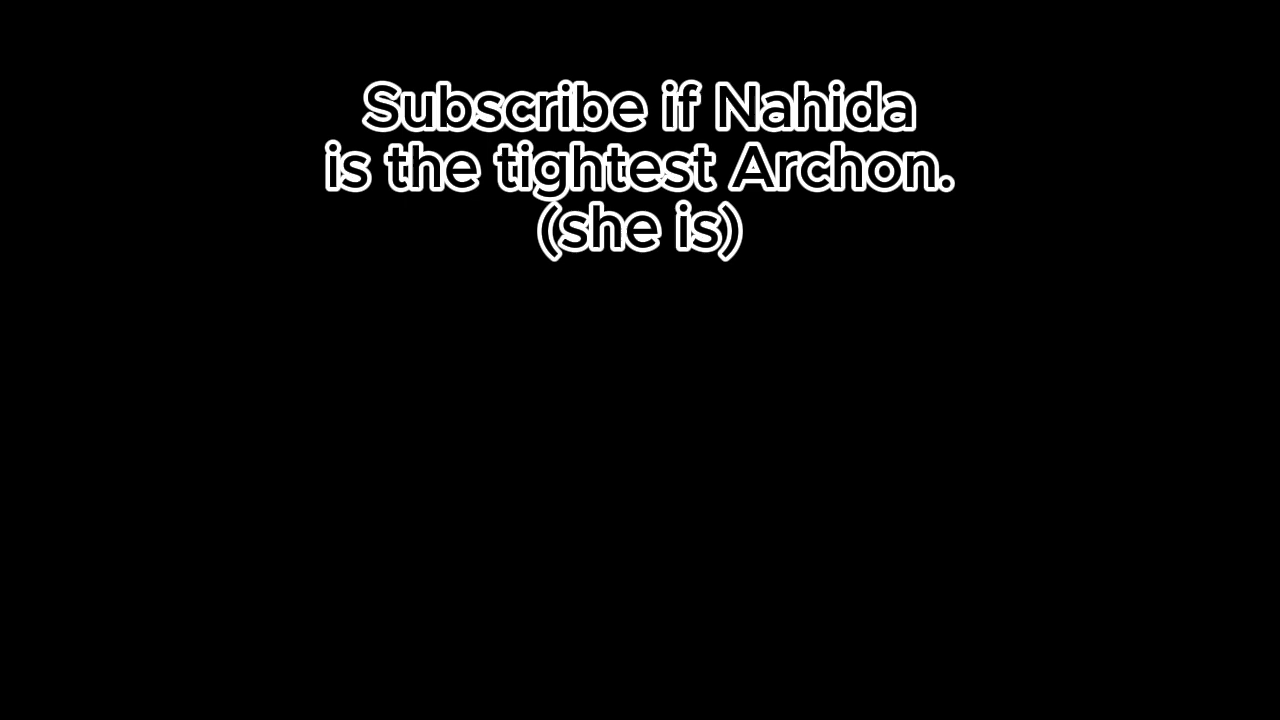 Subscribe if Nahida
is the tightest Archon.
(she is)